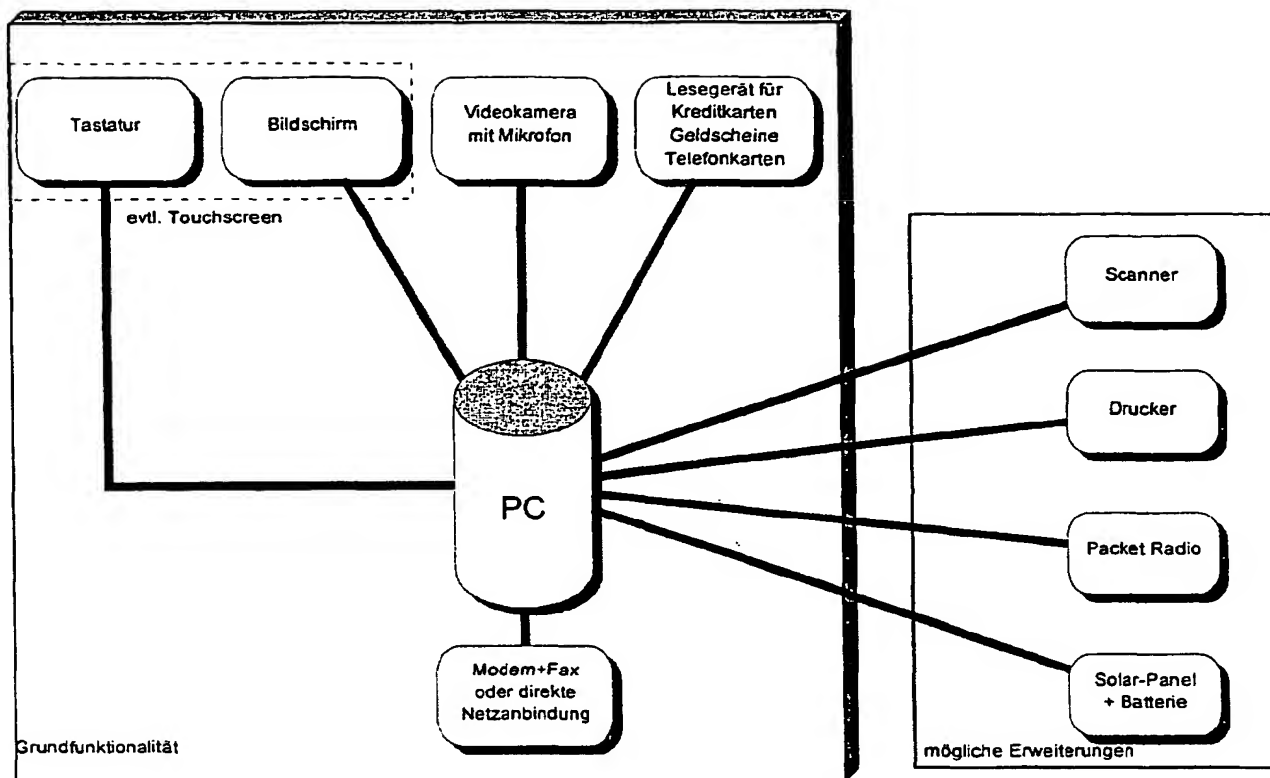 Tastatur
Bildschirm
Videokamera
mit Mikrofon
Lesegerät für
Kreditkarten
Geldscheine
Telefonkarten
evtl. Touchscreen
Scanner
Drucker
PC
Packet Radio
Modem+Fax
oder direkte
Netzanbindung
Solar-Panel
+ Batterie
Grundfunktionalität
mögliche Erweiterungen